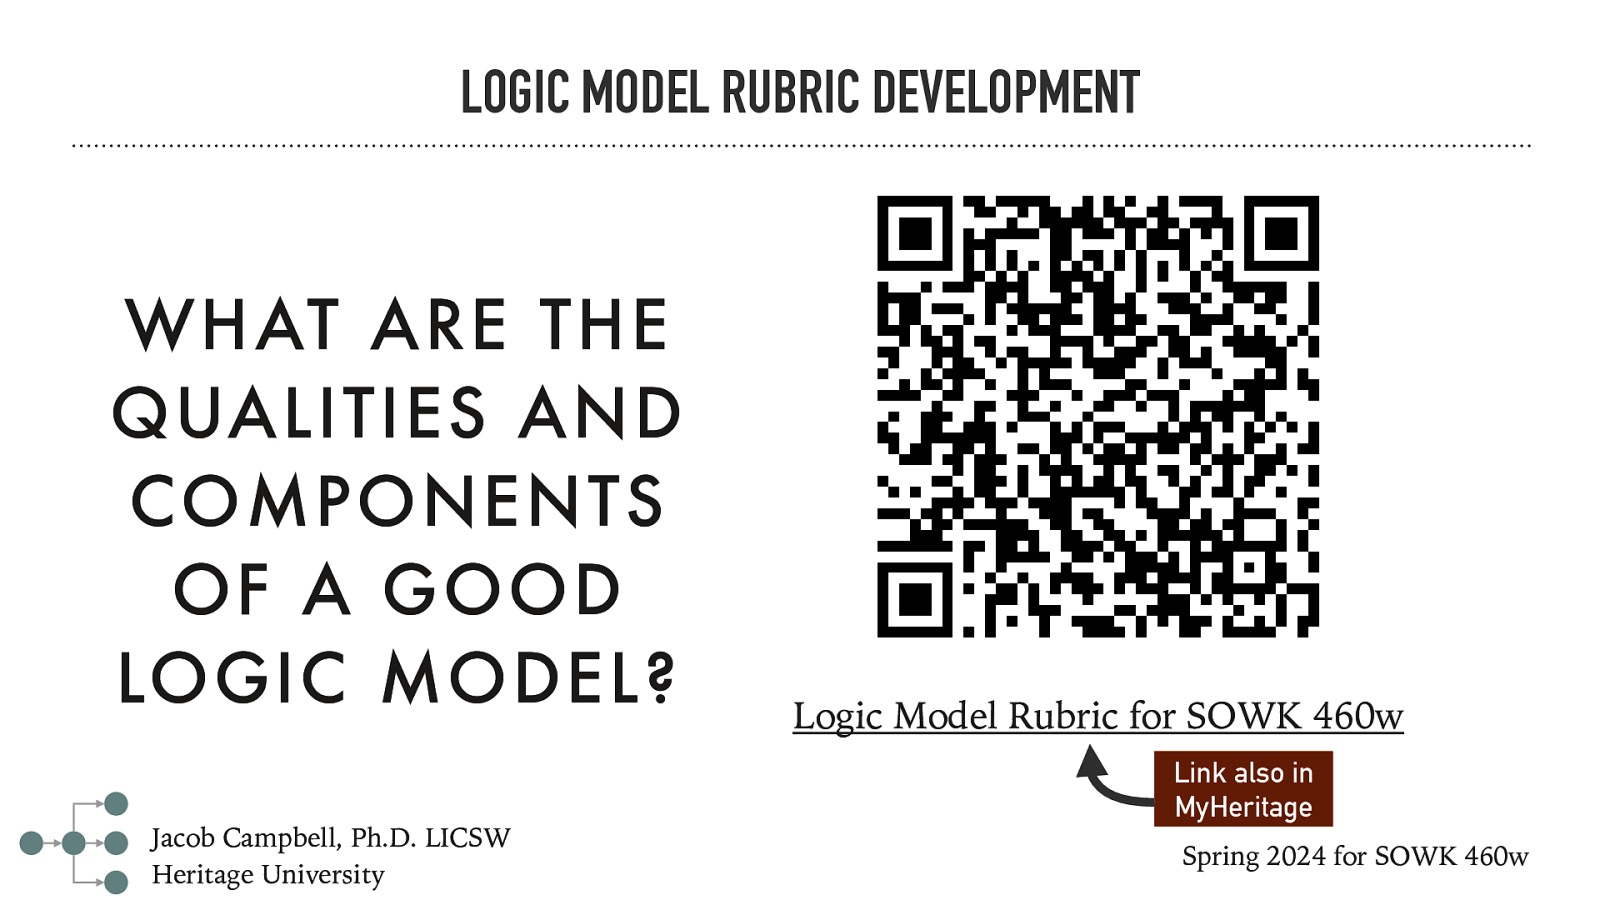 LOGIC MODEL RUBRIC DEVELOPMENT
WHAT ARE THE
QUALITIES AND
COMPONENTS
OF A GOOD
LOGIC MODEL?
Logic Model Rubric for SOWK 460w
Link also in
MyHeritage
Jacob Campbell, Ph.D. LICSW
Heritage University
Spring 2024 for SOWK 460w